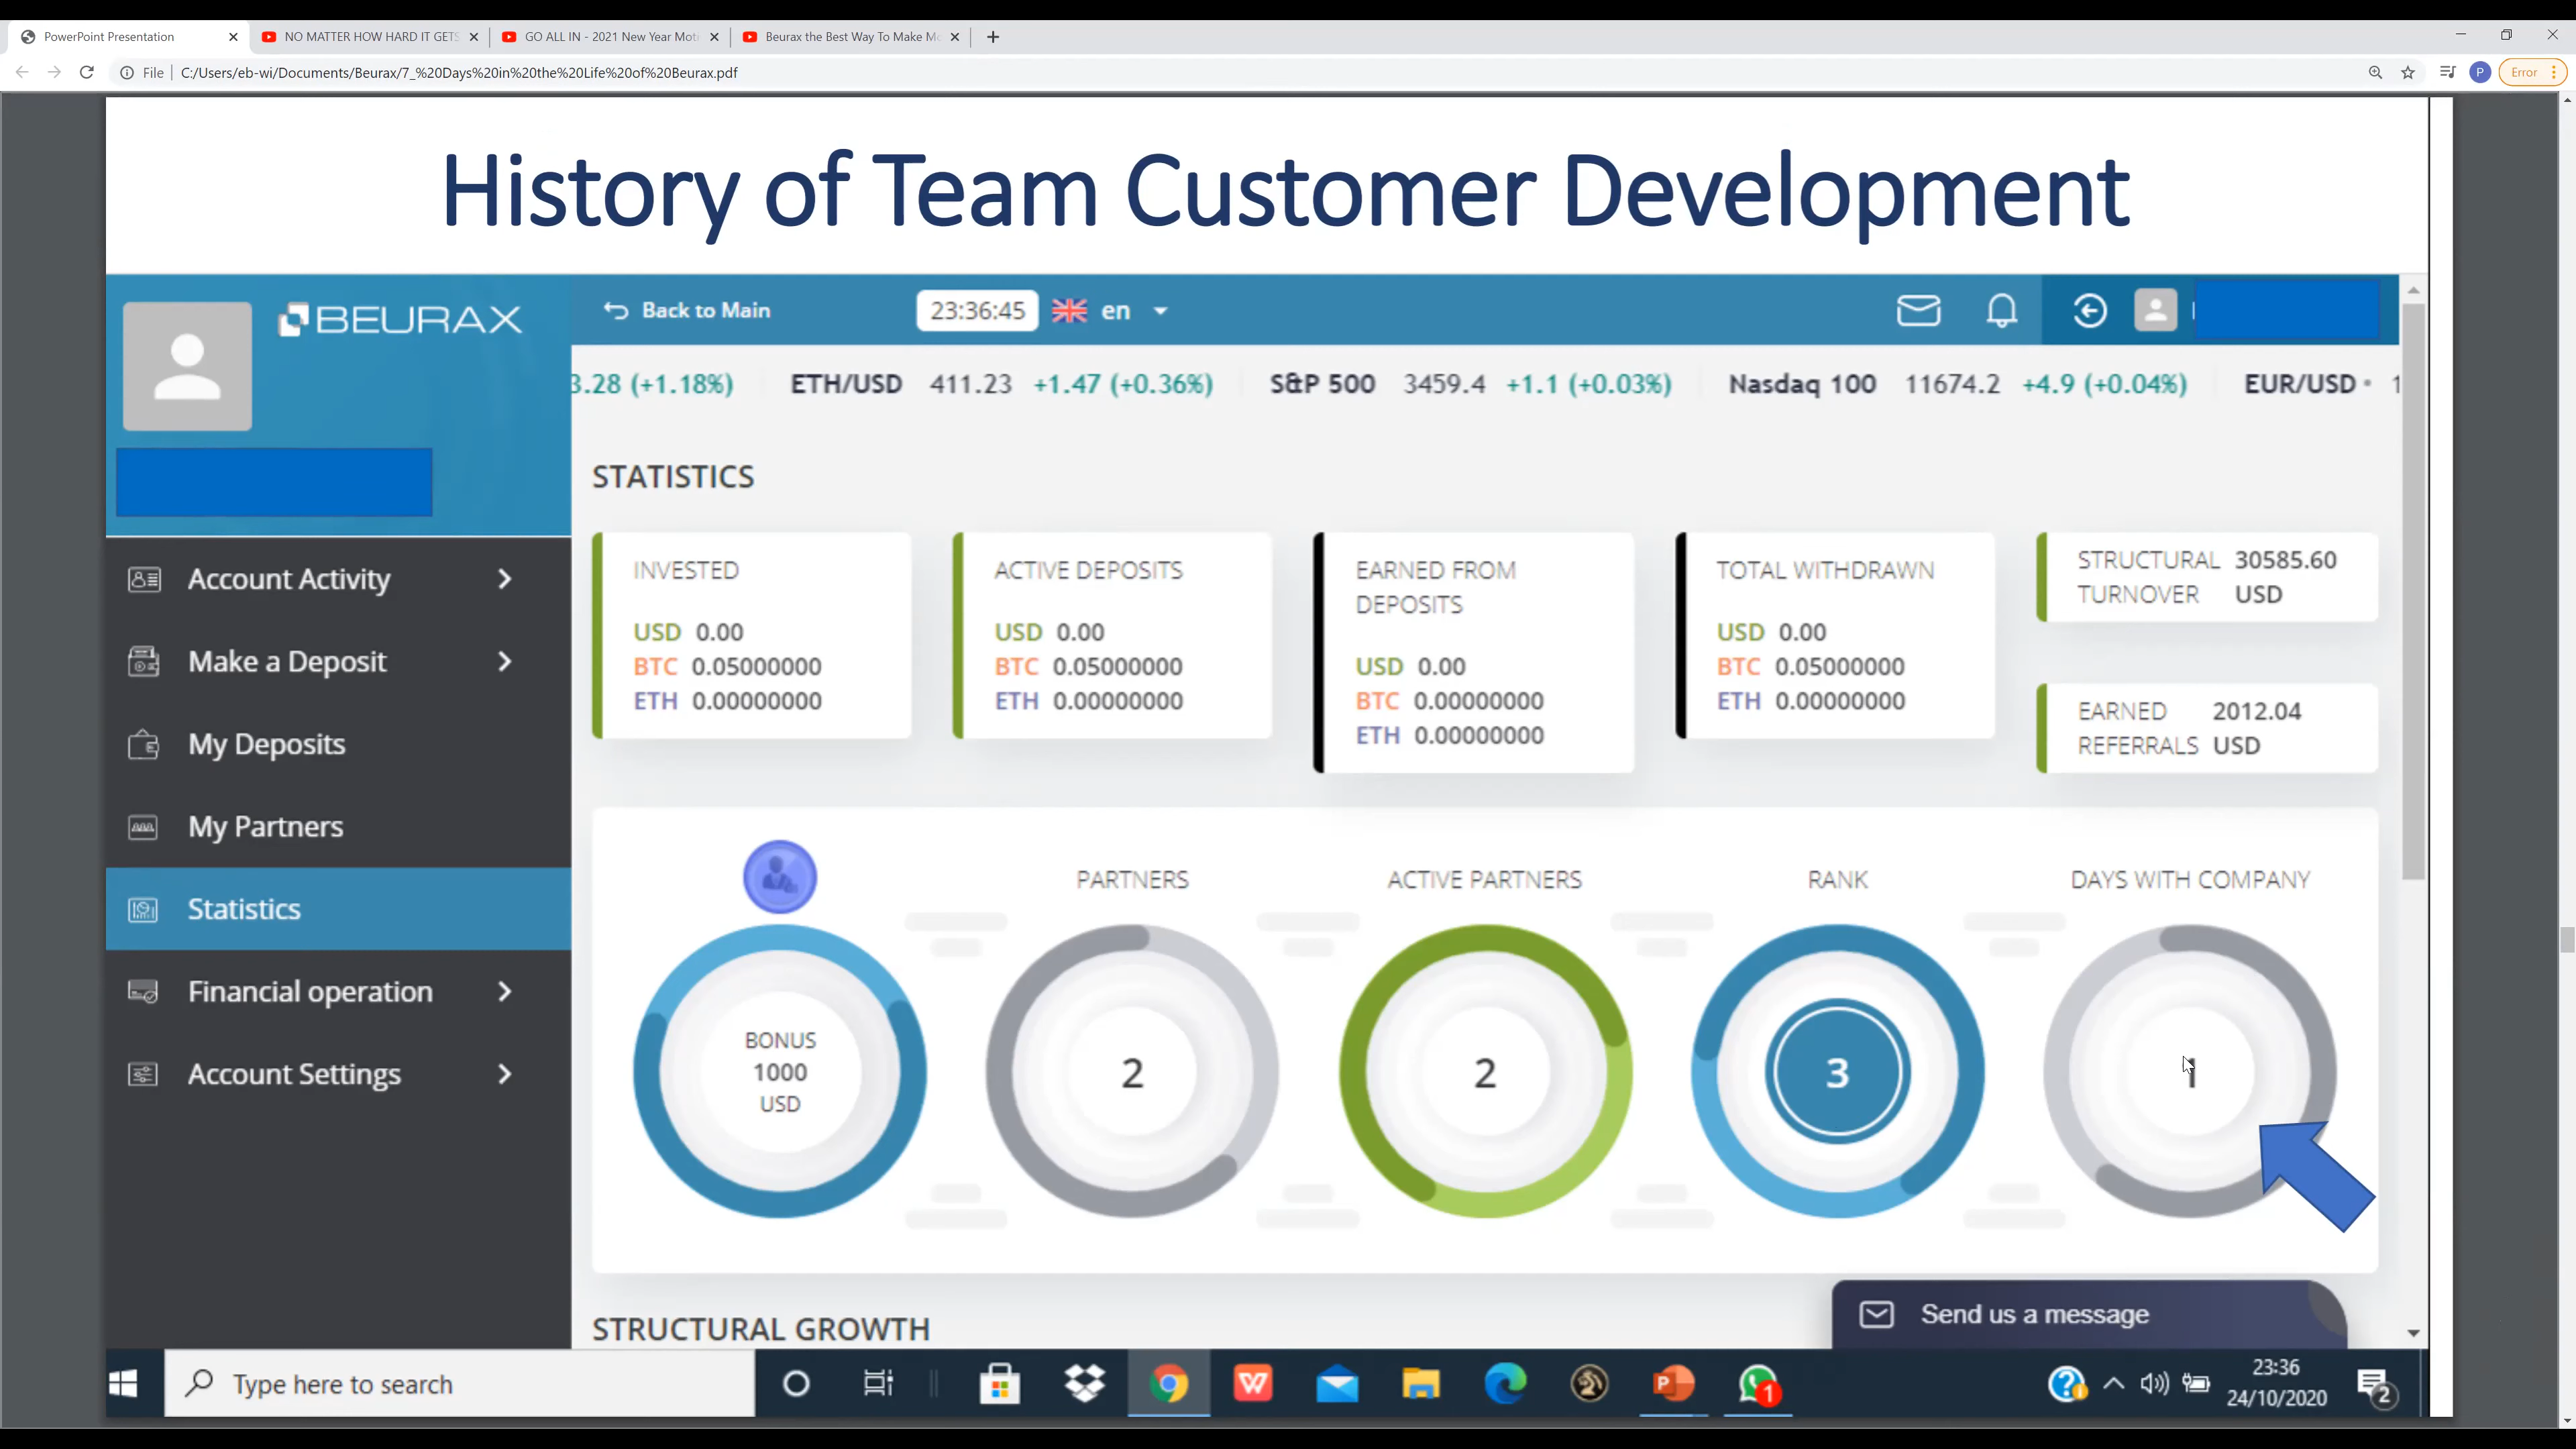 PowerPoint Presentation
NO MATTER HOW HARD IT GETS
GO ALL IN - 2021 New Year Moti
Beurax the Best Way To Make Mo
File
C:/Users/eb-wi/Documents/Beurax/7_%20Days%20in%20the%20Life%20of%20Beurax.pdf
P
Error
History of Team Customer Development
BEURAX
Back to Main
23:36:45
en
3.28 (+1.18%)
ETH/USD 411.23 +1.47 (+0.36%)
S&P 500 3459.4 +1.1 (+0.03%)
Nasdaq 100 11674.2 +4.9 (+0.04%)
EUR/USD • 1
Account Activity
Make a Deposit
My Deposits
My Partners
Statistics
Financial operation
Account Settings
STATISTICS
INVESTED
USD 0.00
BTC 0.05000000
ETH 0.00000000
ACTIVE DEPOSITS
USD 0.00
BTC 0.05000000
ETH 0.00000000
EARNED FROM
DEPOSITS
USD 0.00
BTC 0.00000000
ETH 0.00000000
TOTAL WITHDRAWN
USD 0.00
BTC 0.05000000
ETH 0.00000000
STRUCTURAL 30585.60
TURNOVER USD
EARNED 2012.04
REFERRALS USD
BONUS
1000
USD
PARTNERS
2
ACTIVE PARTNERS
2
RANK
3
DAYS WITH COMPANY
1
STRUCTURAL GROWTH
Send us a message
Type here to search
1
23:36
24/10/2020
2